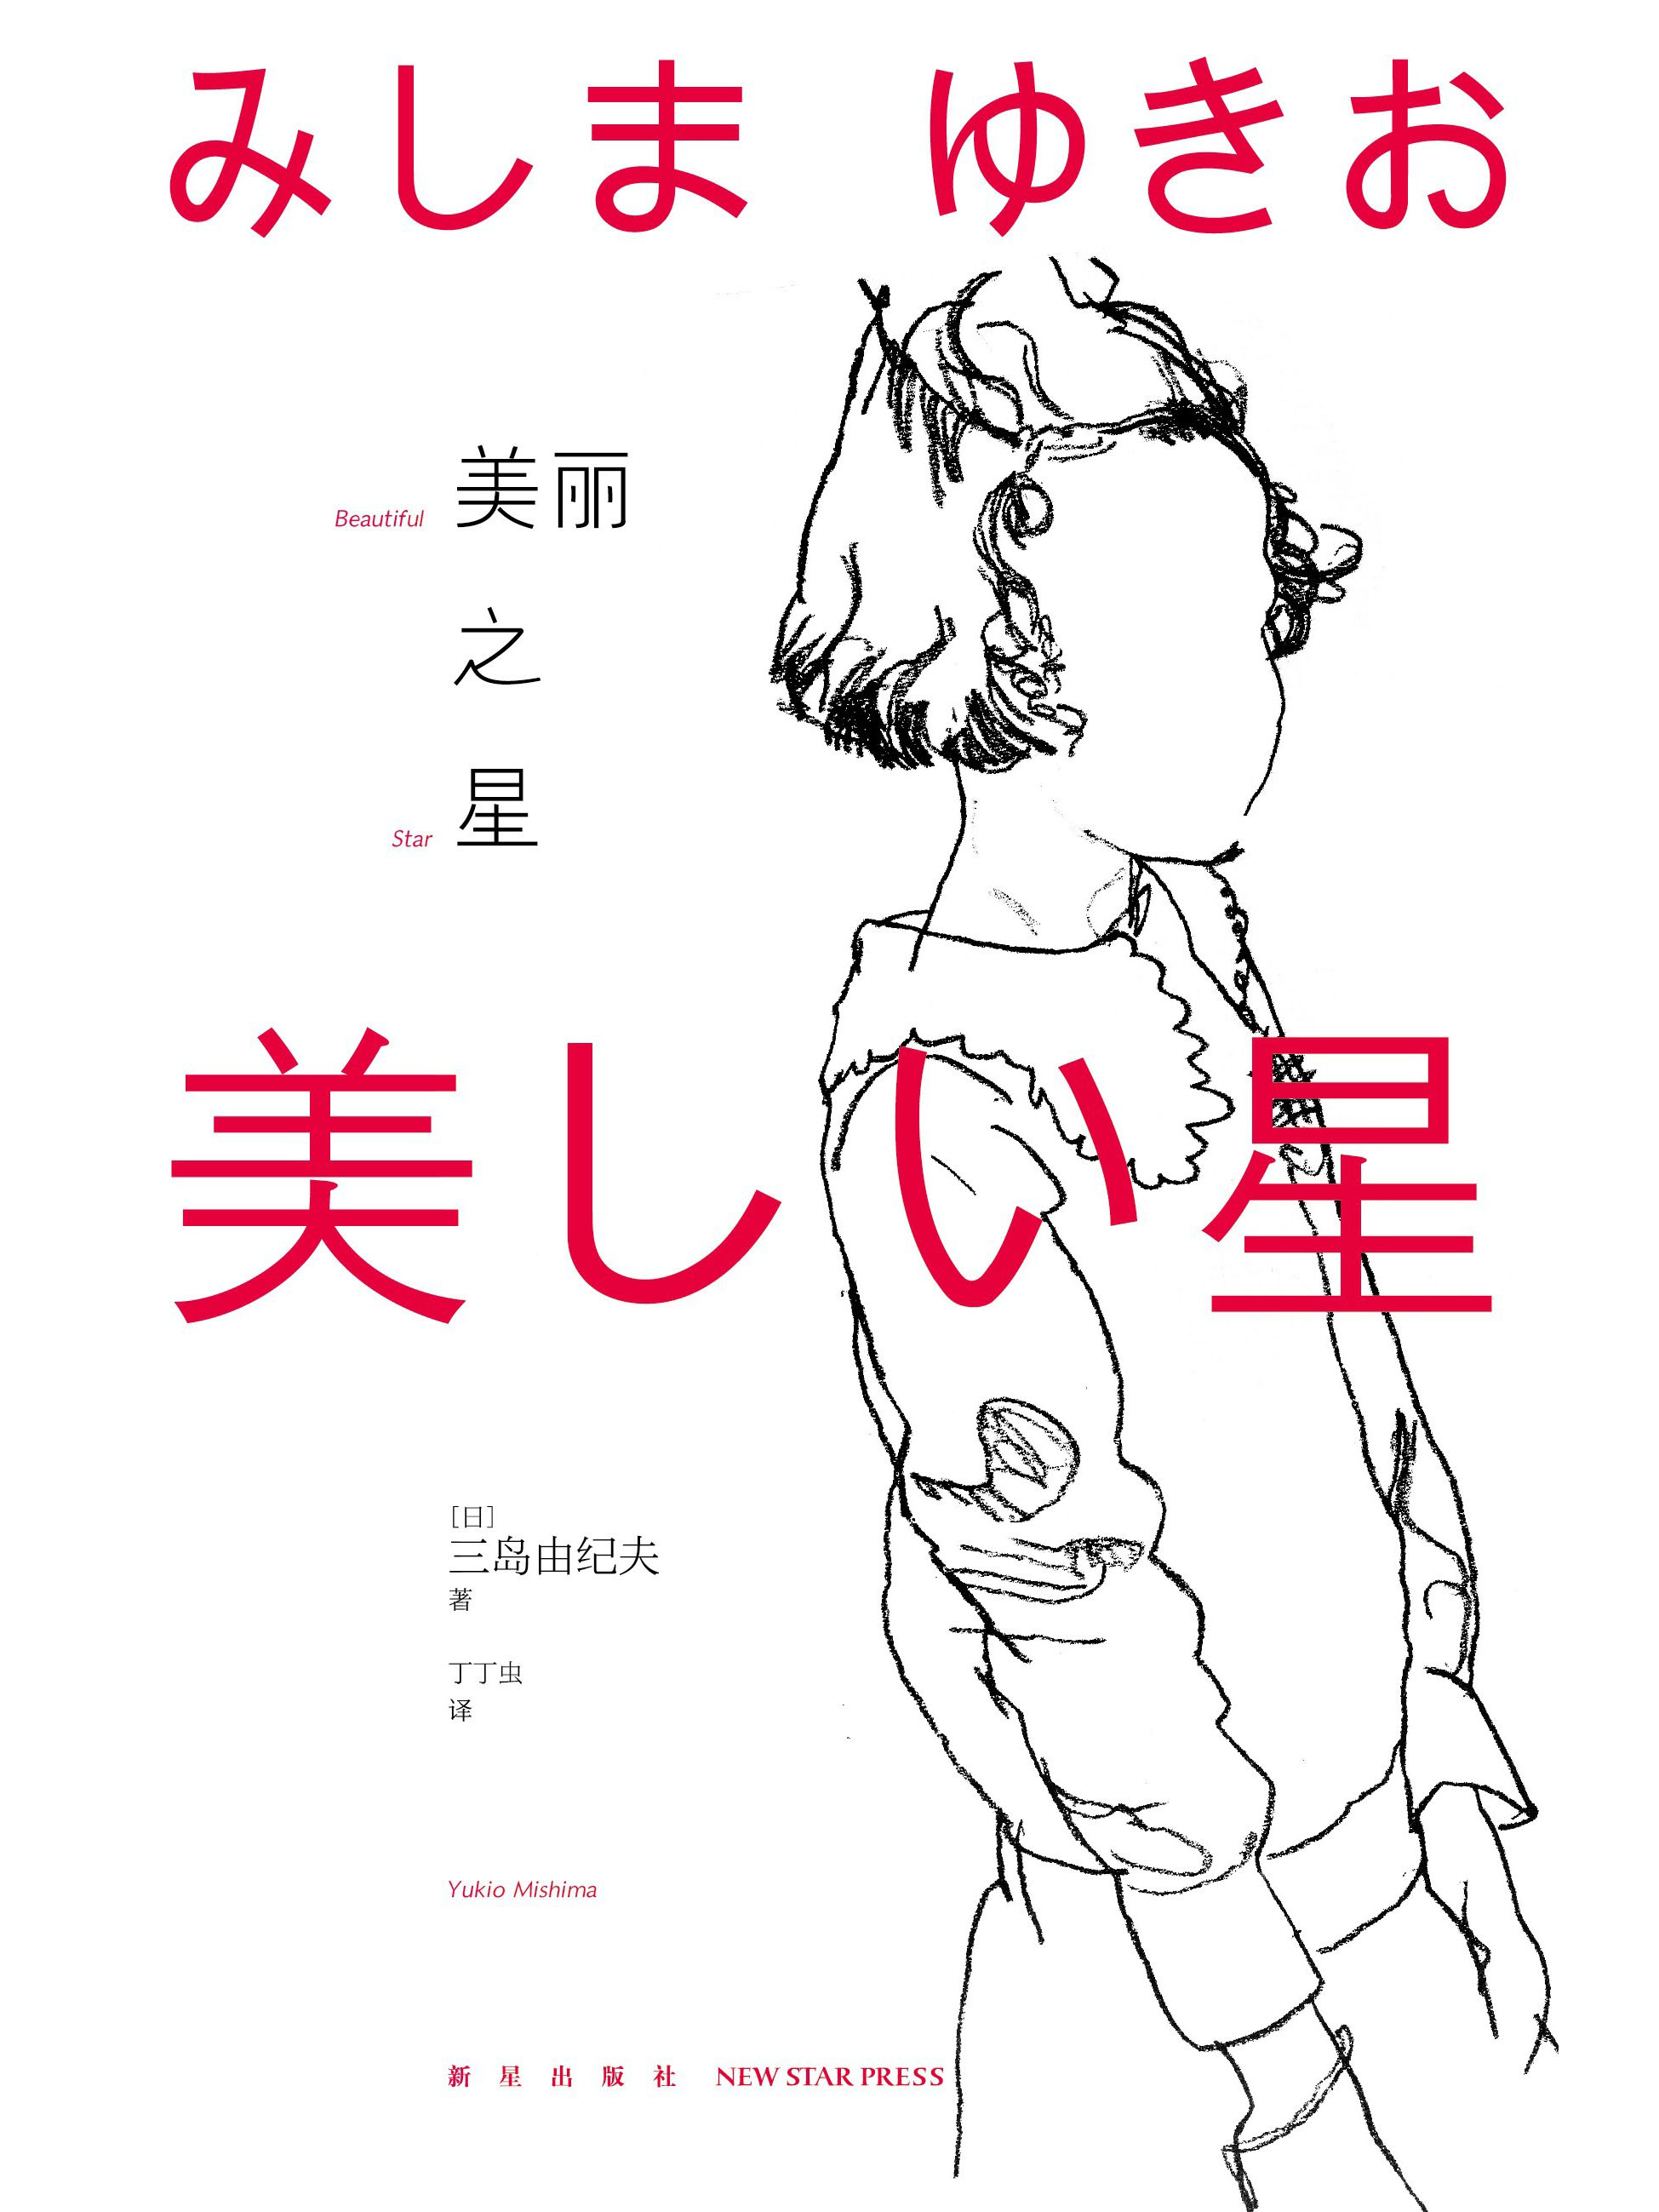 みしま ゆきお
Beautiful 美丽
之
Star 星
美しい星
[日]
三岛由纪夫
著
丁丁虫
译
Yukio Mishima
新星出版社 NEW STAR PRESS